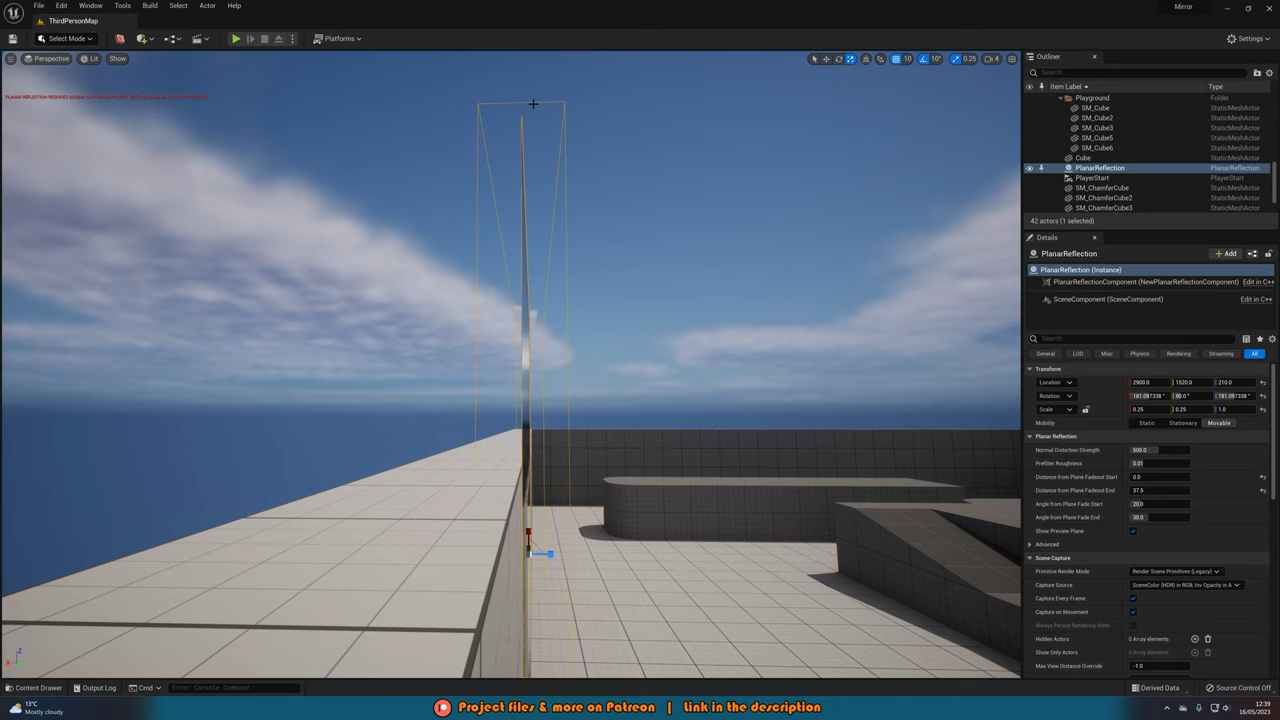 File
Edit
Window
Tools
Build
Select
Actor
Help
Mirror
ThirdPersonMap
Select Mode
Platforms
Settings
Perspective
Lit
Show
10
10°
0.25
4
Outliner
Search...
Item Label
Type
Playground
Folder
SM_Cube
StaticMeshActor
SM_Cube2
StaticMeshActor
SM_Cube3
StaticMeshActor
SM_Cube5
StaticMeshActor
SM_Cube6
StaticMeshActor
Cube
StaticMeshActor
PlanarReflection
PlanarReflection
PlayerStart
PlayerStart
SM_ChamferCube
StaticMeshActor
SM_ChamferCube2
StaticMeshActor
SM_ChamferCube3
StaticMeshActor
42 actors (1 selected)
Details
PlanarReflection
Add
PlanarReflection (Instance)
PlanarReflectionComponent (NewPlanarReflectionComponent)
Edit in C++
SceneComponent (SceneComponent)
Edit in C++
Search
General
LOD
Misc
Physics
Rendering
Streaming
All
Transform
Location
2900.0
1520.0
210.0
Rotation
181.097338 °
90.0 °
181.097338 °
Scale
0.25
0.25
1.0
Mobility
Static
Stationary
Movable
Planar Reflection
Normal Distortion Strength
500.0
Prefilter Roughness
0.01
Distance from Plane Fadeout Start
0.0
Distance from Plane Fadeout End
37.5
Angle from Plane Fade Start
20.0
Angle from Plane Fade End
30.0
Show Preview Plane
Advanced
Scene Capture
Primitive Render Mode
Render Scene Primitives (Legacy)
Capture Source
SceneColor (HDR) in RGB, Inv Opacity in A
Capture Every Frame
Capture on Movement
Always Persist Rendering State
Hidden Actors
0 Array elements
Show Only Actors
0 Array elements
Max View Distance Override
-1.0
X
Z
Content Drawer
Output Log
Cmd
Enter Console Command
Derived Data
Source Control Off
13°C
Mostly cloudy
Project files & more on Patreon | Link in the description
12:39
16/05/2023